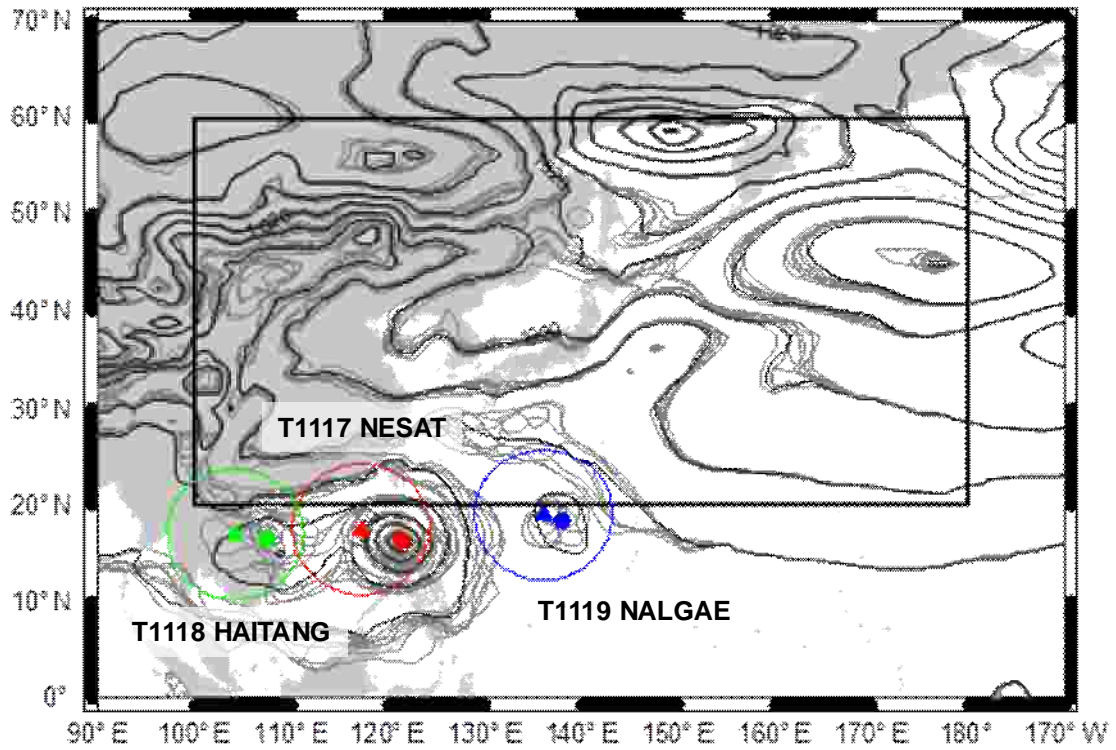 70° N
60° N
50° N
40° N
30° N
20° N
10° N
0°
T1117 NESAT
T1118 HAITANG
T1119 NALGAE
90° E 100° E 110° E 120° E 130° E 140° E 150° E 160° E 170° E 180° 170° W